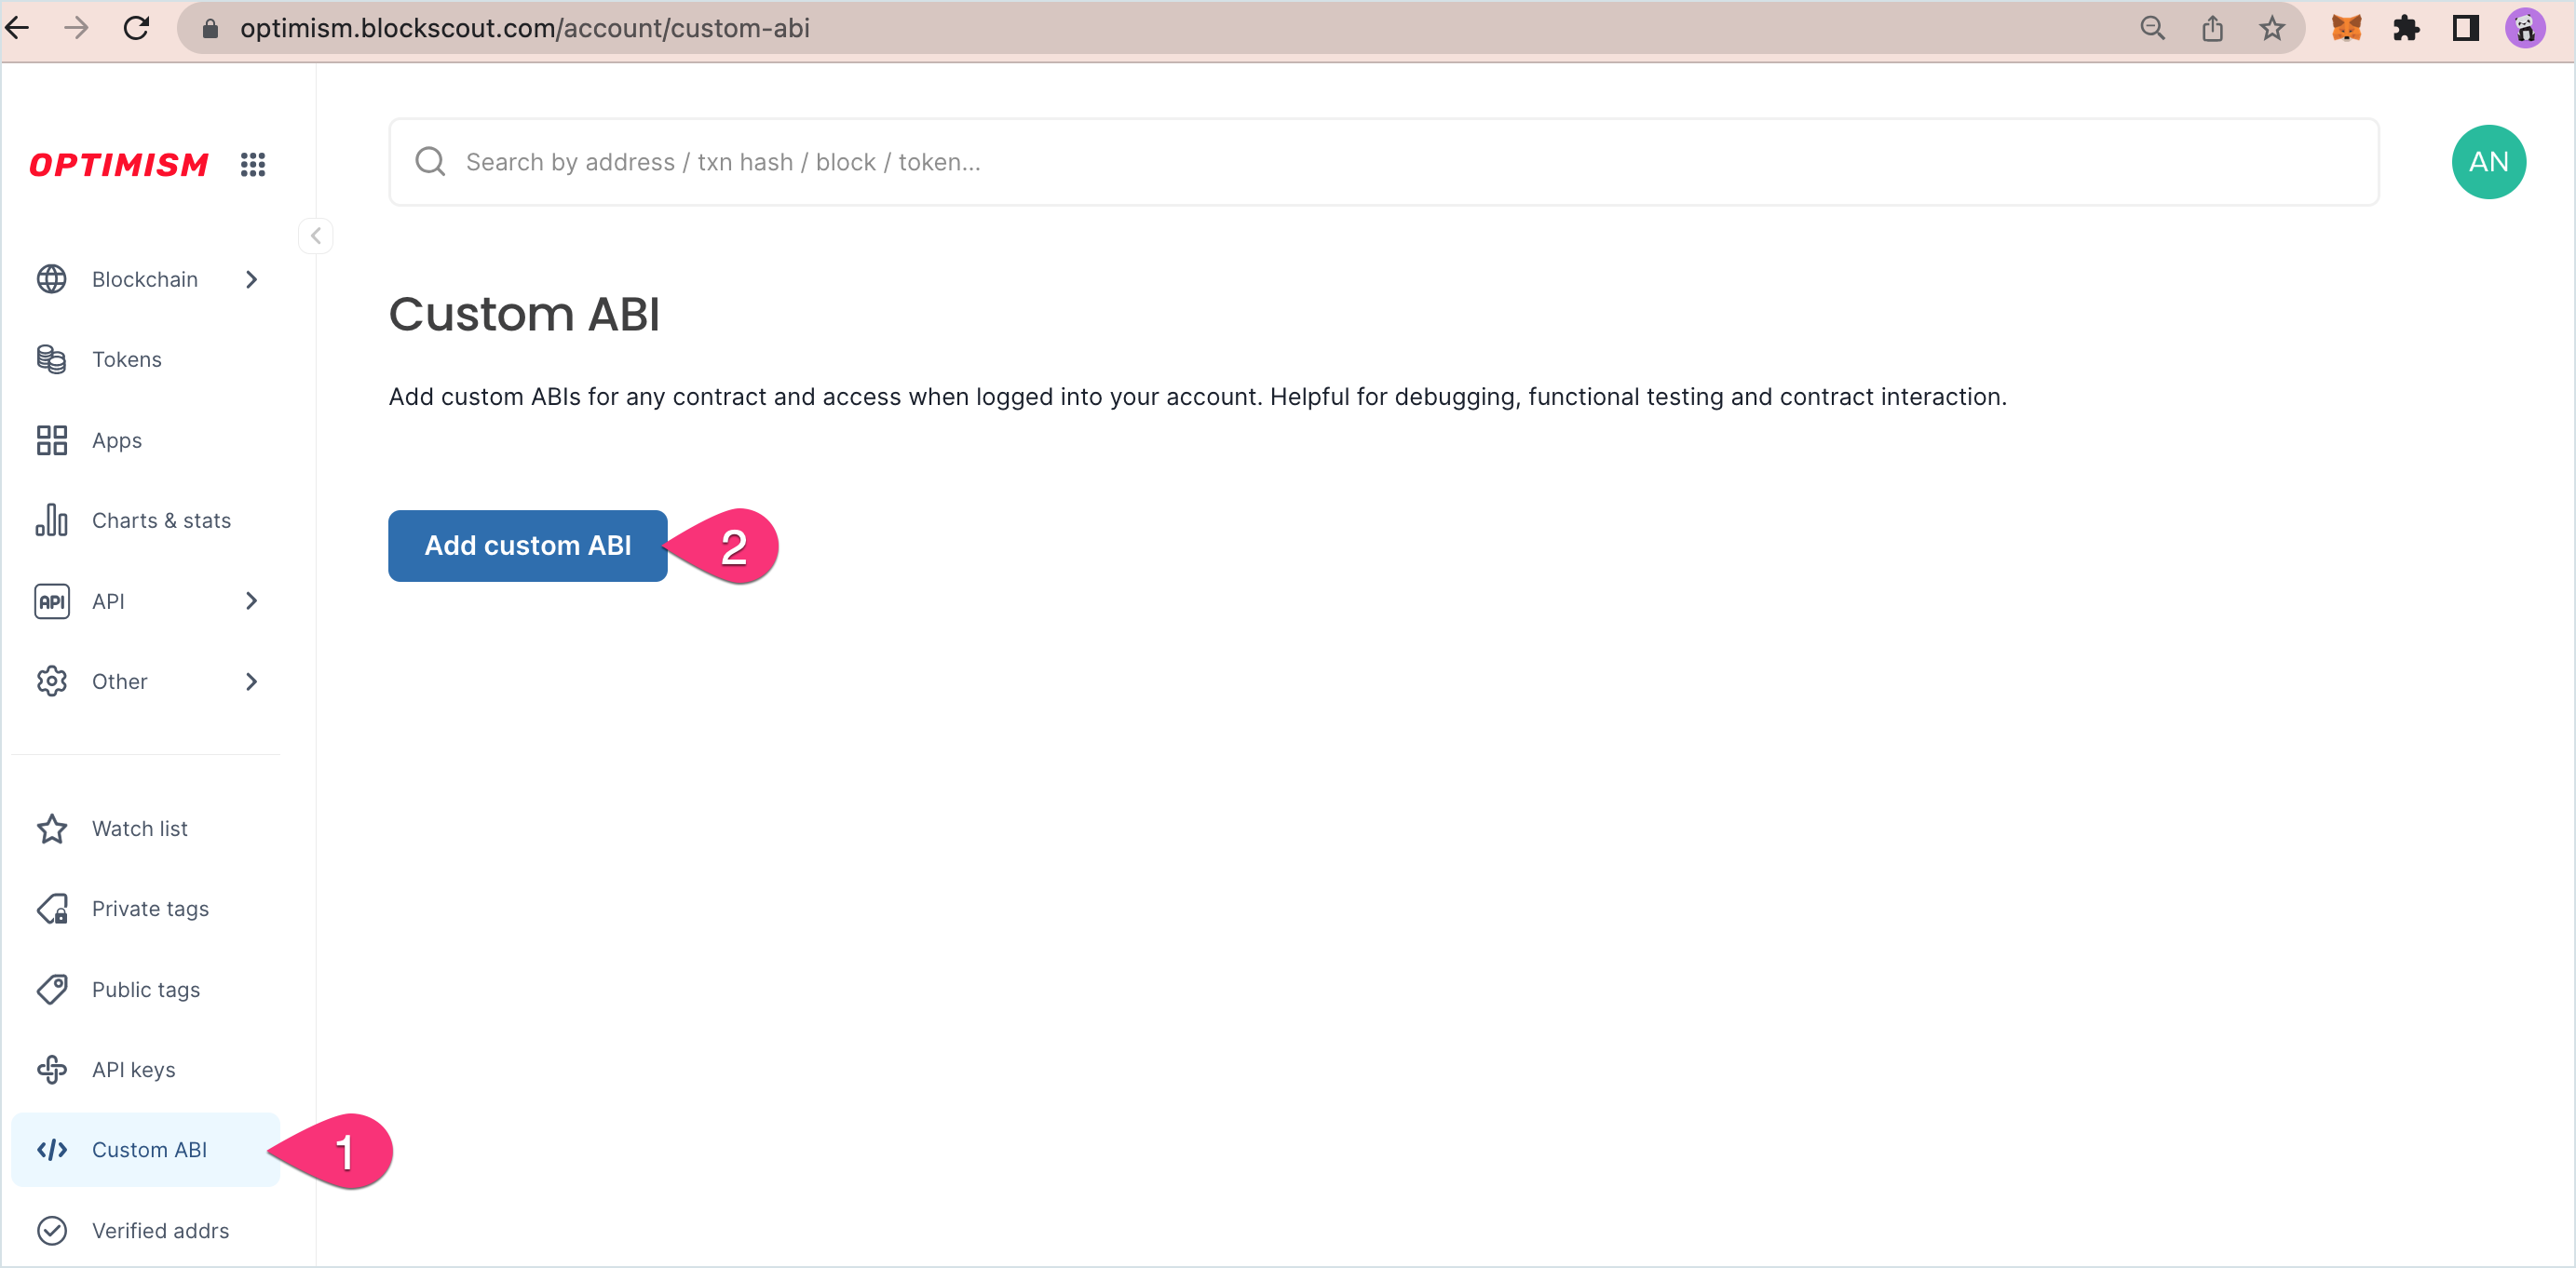 optimism.blockscout.com/account/custom-abi
OPTIMISM
Search by address / txn hash / block / token...
AN
Blockchain
Tokens
Apps
Charts & stats
API API
Other
Custom ABI
Add custom ABIs for any contract and access when logged into your account. Helpful for debugging, functional testing and contract interaction.
Add custom ABI 2
Watch list
Private tags
Public tags
API keys
</> Custom ABI 1
Verified addrs